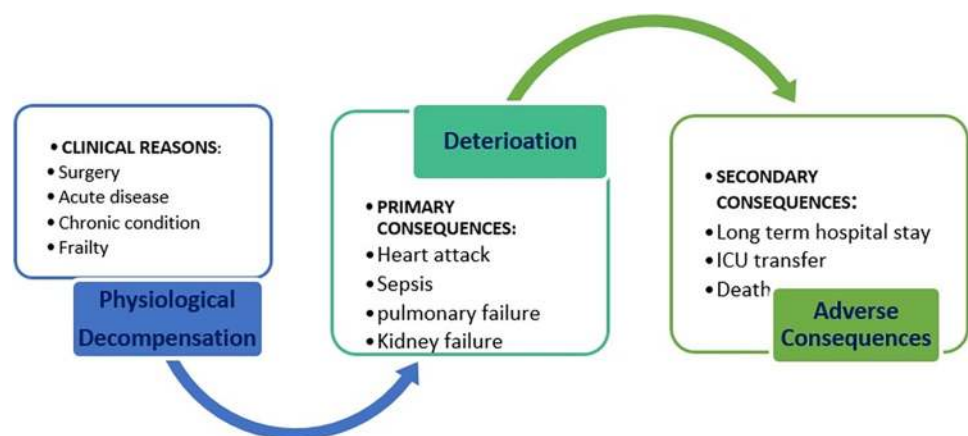 • CLINICAL REASONS:
• Surgery
• Acute disease
• Chronic condition
• Frailty
Physiological
Decompensation
Deterioation
• PRIMARY
CONSEQUENCES:
• Heart attack
• Sepsis
• pulmonary failure
• Kidney failure
• SECONDARY
CONSEQUENCES:
• Long term hospital stay
• ICU transfer
• Death
Adverse
Consequences